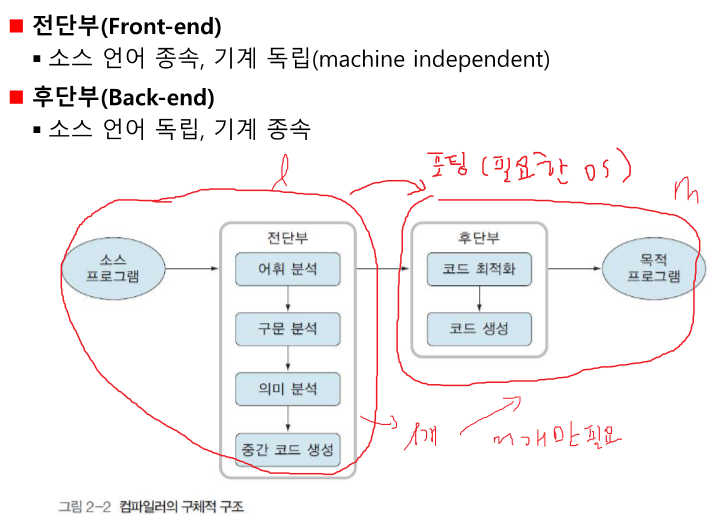 전단부(Front-end)
소스 언어 종속, 기계 독립(machine independent)
후단부(Back-end)
소스 언어 독립, 기계 종속
l
포팅 (필요한 OS)
m
전단부
후단부
소스
프로그램
어휘 분석
코드 최적화
목적
프로그램
구문 분석
코드 생성
의미 분석
중간 코드 생성
1개
개만 필요
그림 2-2 컴파일러의 구체적 구조